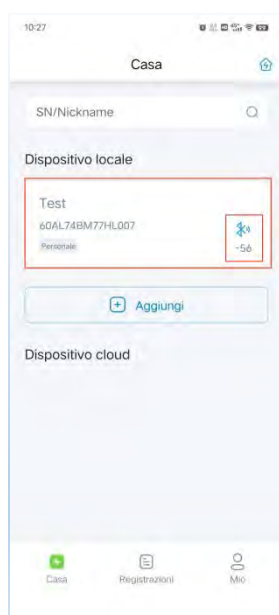 10:27
Casa
SN/Nickname
Dispositivo locale
Test
60AL74BM77HL007
Personale
-56
Aggiungi
Dispositivo cloud
Casa
Registrazioni
Mio